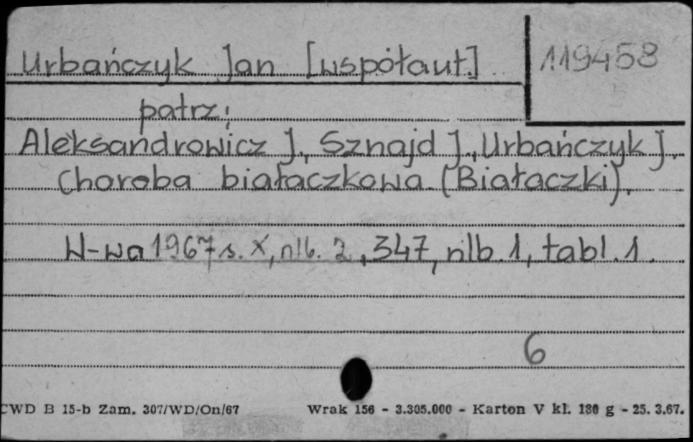 Urbańczyk Jan [współaut.]
119458
patrz:
Aleksandrowicz J., Sznajd J., Urbańczyk J.
Choroba białaczkowa. (Białaczki).
W-wa 1967 s. X, nlb. 2, 347, nlb. 1, tabl. 1.
6
CWD B 15-b Zam. 307/WD/On/67 Wrak 156 - 3.305.000 - Karton V kl. 180 g - 25. 3.67.